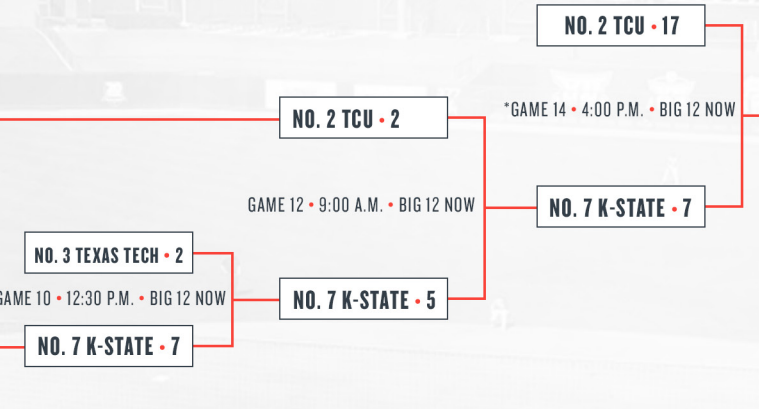 NO. 2 TCU • 17
*GAME 14 • 4:00 P.M. • BIG 12 NOW
NO. 2 TCU • 2
GAME 12 • 9:00 A.M. • BIG 12 NOW
NO. 7 K-STATE • 7
NO. 3 TEXAS TECH • 2
GAME 10 • 12:30 P.M. • BIG 12 NOW
NO. 7 K-STATE • 5
NO. 7 K-STATE • 7